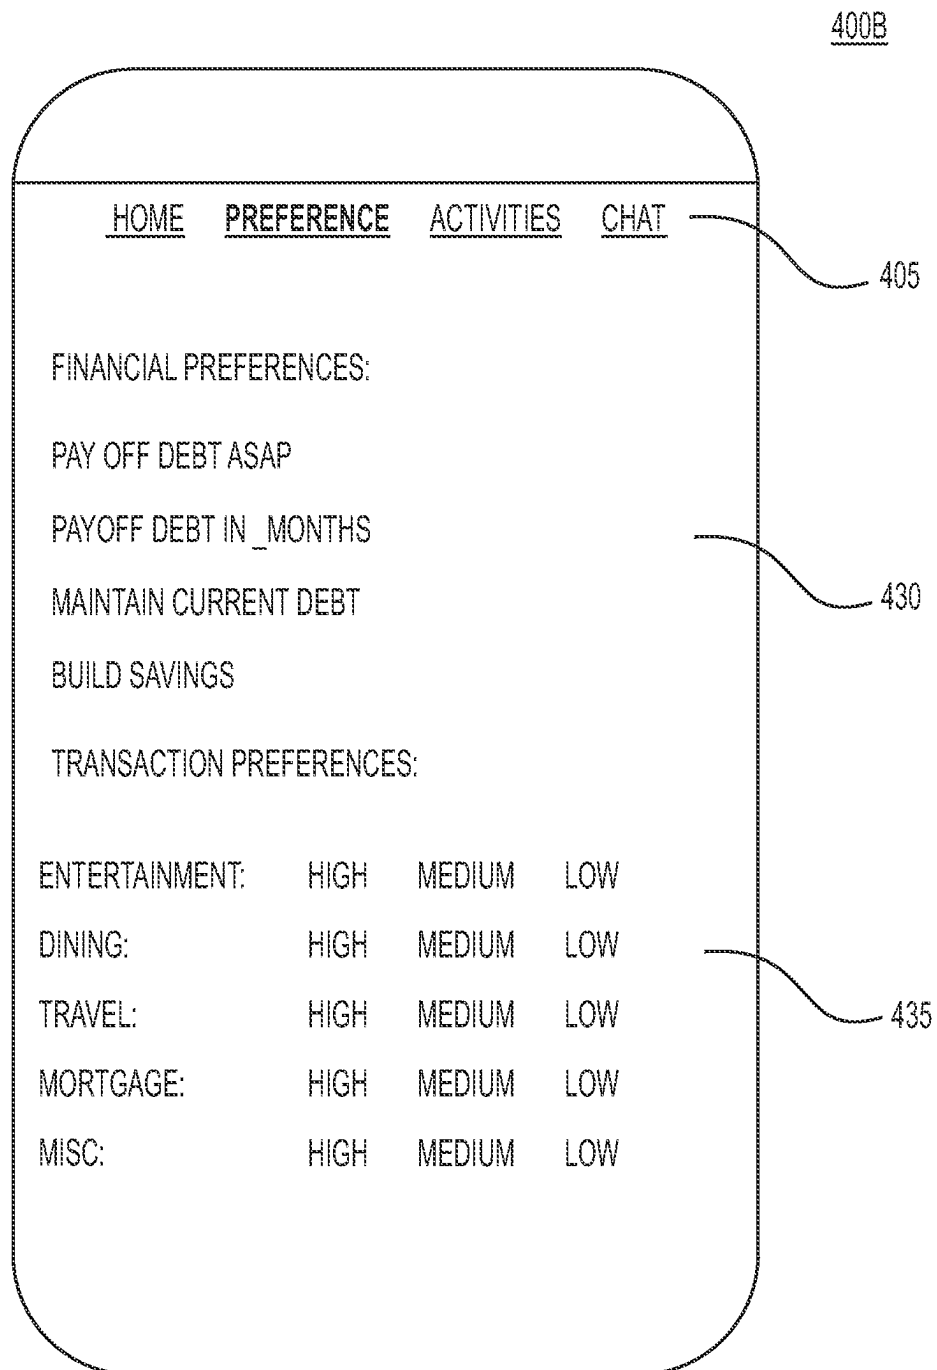 400B
HOME PREFERENCE ACTIVITIES CHAT
405
FINANCIAL PREFERENCES:
PAY OFF DEBT ASAP
PAYOFF DEBT IN _MONTHS
430
MAINTAIN CURRENT DEBT
BUILD SAVINGS
TRANSACTION PREFERENCES:
ENTERTAINMENT: HIGH MEDIUM LOW
DINING: HIGH MEDIUM LOW
TRAVEL: HIGH MEDIUM LOW
435
MORTGAGE: HIGH MEDIUM LOW
MISC: HIGH MEDIUM LOW